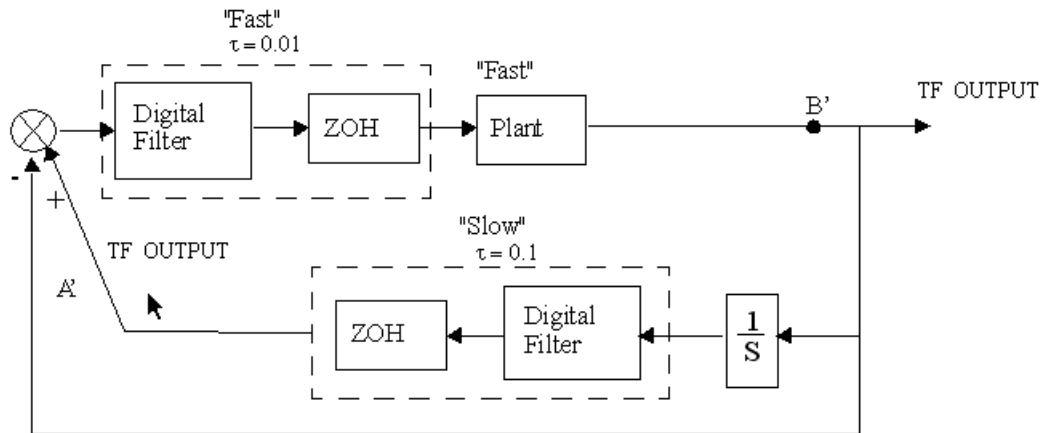 "Fast"
τ = 0.01
"Fast"
TF OUTPUT
B'
Digital
Filter
ZOH
Plant
-
+
"Slow"
τ = 0.1
TF OUTPUT
A'
ZOH
Digital
Filter
1
S